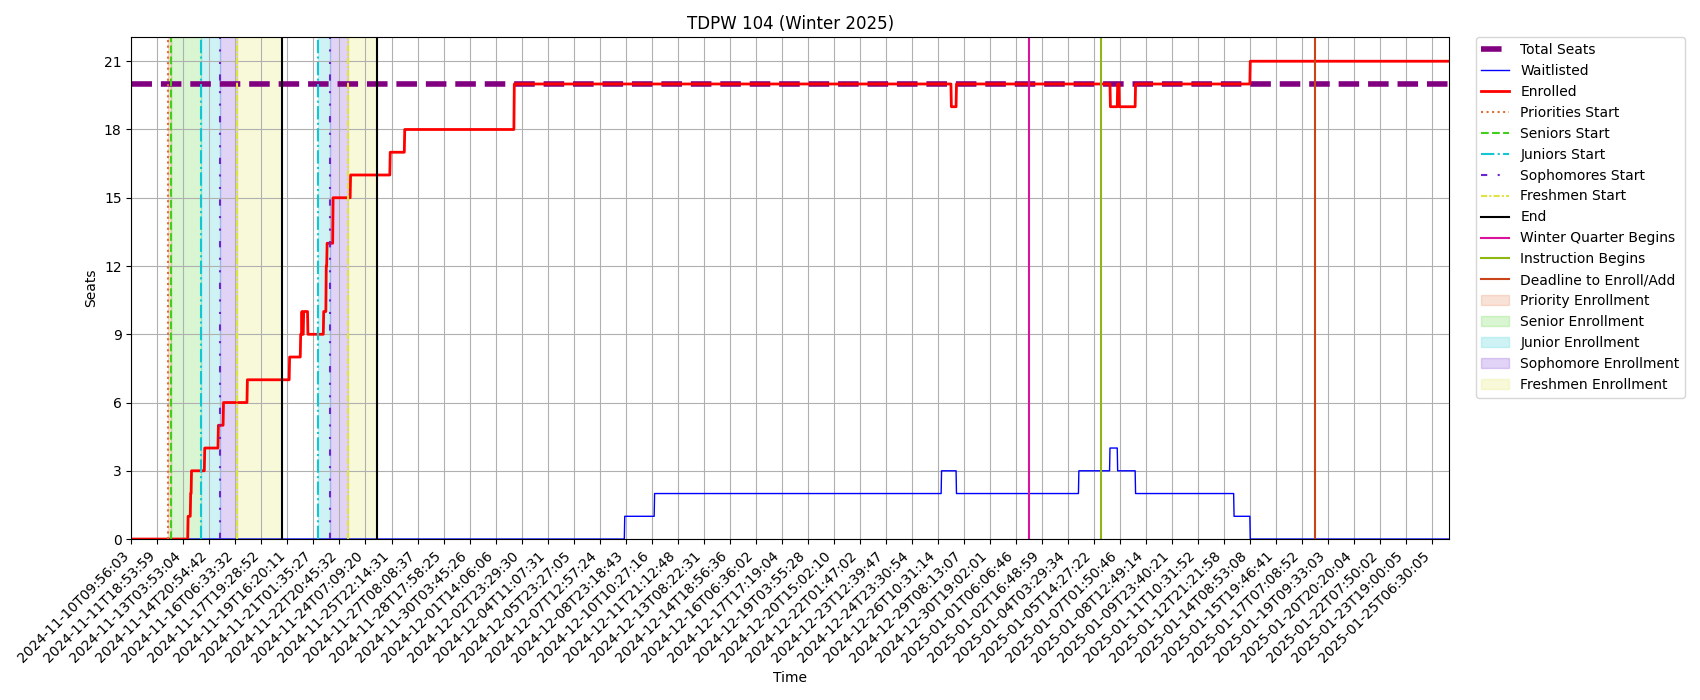 TDPW 104 (Winter 2025)
Seats
21
18
15
12
9
6
3
0
2024-11-10T09:56:03
2024-11-11T18:53:59
2024-11-13T03:53:04
2024-11-14T20:54:42
2024-11-16T06:33:32
2024-11-17T19:28:52
2024-11-19T16:20:11
2024-11-21T01:35:27
2024-11-22T20:45:32
2024-11-24T07:09:20
2024-11-25T22:14:31
2024-11-27T08:08:37
2024-11-28T17:58:25
2024-11-30T03:45:26
2024-12-01T14:06:06
2024-12-02T23:29:30
2024-12-04T11:07:31
2024-12-05T23:27:05
2024-12-07T12:57:24
2024-12-08T23:18:43
2024-12-10T10:27:16
2024-12-11T21:12:48
2024-12-13T08:22:31
2024-12-14T18:56:36
2024-12-16T06:36:02
2024-12-17T17:19:04
2024-12-19T03:55:28
2024-12-20T15:02:10
2024-12-22T01:47:02
2024-12-23T12:39:47
2024-12-24T23:30:54
2024-12-26T10:31:14
2024-12-29T08:13:07
2024-12-30T19:02:01
2025-01-01T06:06:46
2025-01-02T16:48:59
2025-01-04T03:29:34
2025-01-05T14:27:22
2025-01-07T01:50:46
2025-01-08T12:49:14
2025-01-09T23:40:21
2025-01-11T10:31:52
2025-01-12T21:21:58
2025-01-14T08:53:08
2025-01-15T19:46:41
2025-01-17T07:08:52
2025-01-19T09:33:03
2025-01-20T20:20:04
2025-01-22T07:50:02
2025-01-23T19:00:05
2025-01-25T06:30:05
Time
Total Seats
Waitlisted
Enrolled
Priorities Start
Seniors Start
Juniors Start
Sophomores Start
Freshmen Start
End
Winter Quarter Begins
Instruction Begins
Deadline to Enroll/Add
Priority Enrollment
Senior Enrollment
Junior Enrollment
Sophomore Enrollment
Freshmen Enrollment